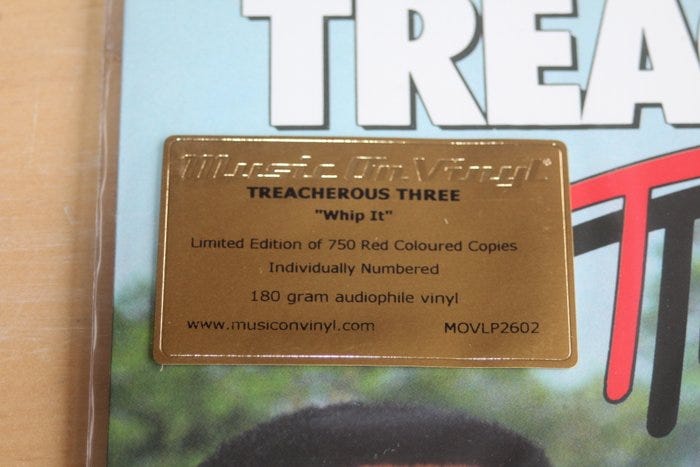 TREA
Music On Vinyl
TREACHEROUS THREE
"Whip It"
Limited Edition of 750 Red Coloured Copies
Individually Numbered
180 gram audiophile vinyl
www.musiconvinyl.com MOVLP2602
T